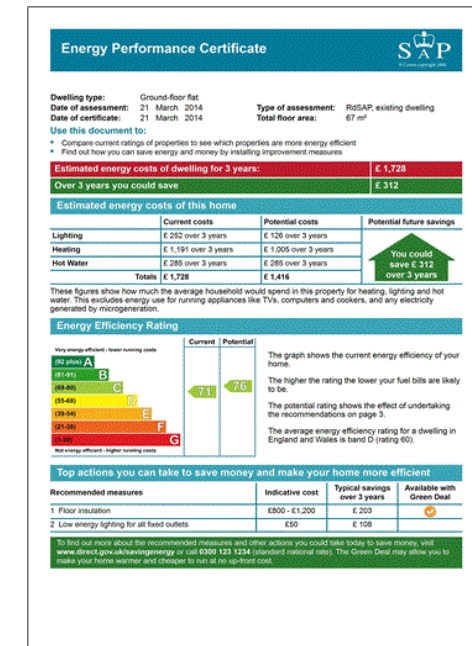 Energy Performance Certificate
SAP
Dwelling type: Ground-floor flat
Date of assessment: 21 March 2014 Type of assessment: RdSAP, existing dwelling
Date of certificate: 21 March 2014 Total floor area: 67 m²
Use this document to:
• Compare current ratings of properties to see which properties are more energy efficient
• Find out how you can save energy and money by installing improvement measures
Estimated energy costs of dwelling for 3 years: £ 1,728
Over 3 years you could save £ 312
Estimated energy costs of this home
Current costs Potential costs Potential future savings
Lighting £ 252 over 3 years £ 126 over 3 years
Heating £ 1,191 over 3 years £ 1,005 over 3 years
Hot Water £ 285 over 3 years £ 285 over 3 years
Totals £ 1,728 £ 1,416
You could
save £ 312
over 3 years
These figures show how much the average household would spend in this property for heating, lighting and hot
water. This excludes energy use for running appliances like TVs, computers and cookers, and any electricity
generated by microgeneration.
Energy Efficiency Rating
Current Potential
Very energy efficient - lower running costs
(92 plus) A
(81-91) B
(69-80) C
(55-68) D
(39-54) E
(21-38) F
(1-20) G
Not energy efficient - higher running costs
71 76
The graph shows the current energy efficiency of your
home.
The higher the rating the lower your fuel bills are likely
to be.
The potential rating shows the effect of undertaking
the recommendations on page 3.
The average energy efficiency rating for a dwelling in
England and Wales is band D (rating 60).
Top actions you can take to save money and make your home more efficient
Recommended measures Indicative cost Typical savings over 3 years Available with Green Deal
1 Floor insulation £800 - £1,200 £ 203
2 Low energy lighting for all fixed outlets £50 £ 108
To find out more about the recommended measures and other actions you could take today to save money, visit
www.direct.gov.uk/savingenergy or call 0300 123 1234 (standard national rate). The Green Deal may allow you to
make your home warmer and cheaper to run at no up-front cost.